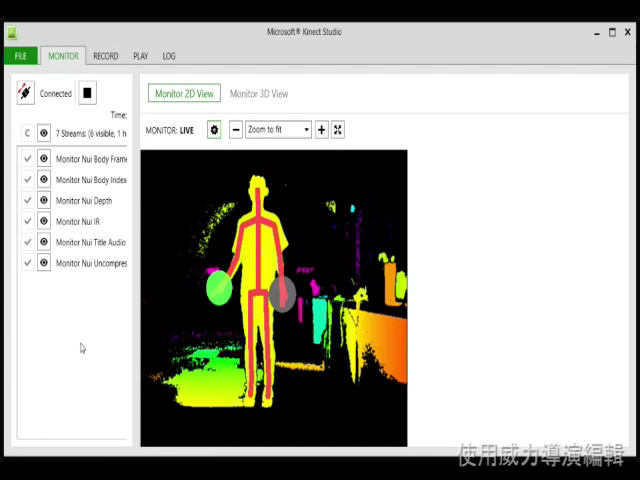 Microsoft® Kinect Studio
FILE MONITOR RECORD PLAY LOG
Connected
Time:
C 7 Streams: (6 visible, 1 h
Monitor Nui Body Frame
Monitor Nui Body Index
Monitor Nui Depth
Monitor Nui IR
Monitor Nui Title Audio
Monitor Nui Uncompres
Monitor 2D View Monitor 3D View
MONITOR: LIVE
Zoom to fit
使用威力導演編輯